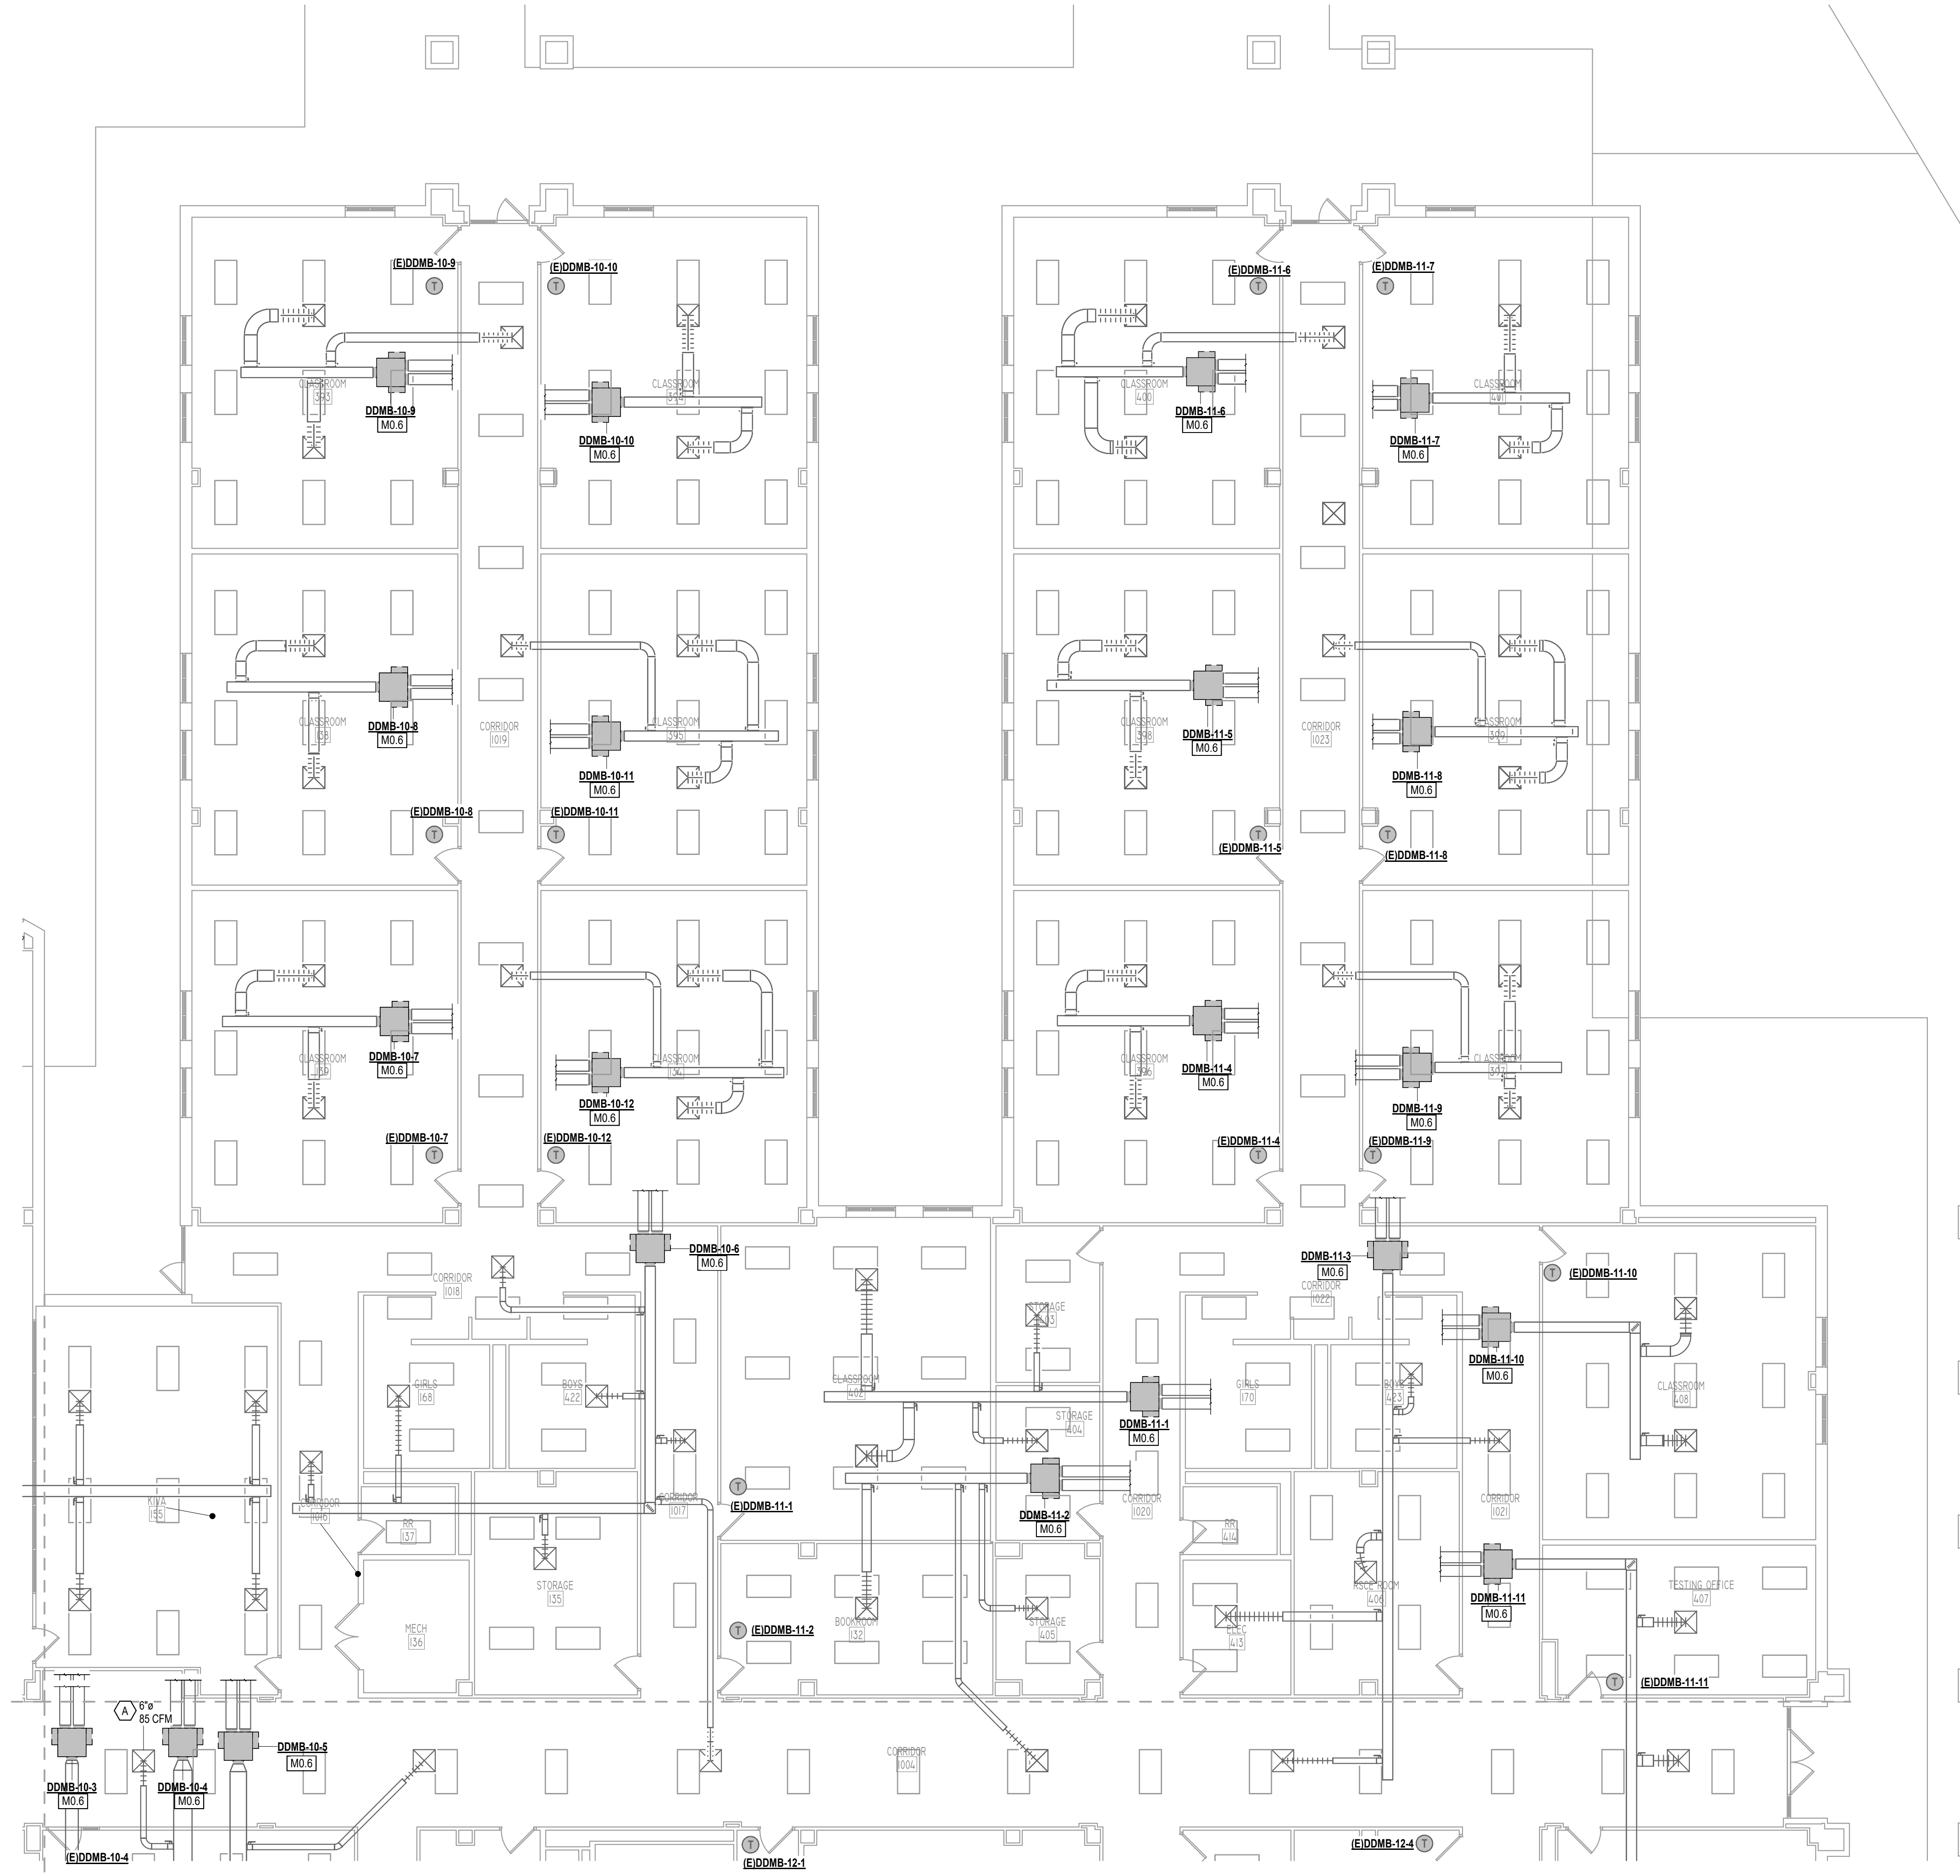 (E)DDMB-10-9
(E)DDMB-10-10
(E)DDMB-11-6
(E)DDMB-11-7
T
T
T
T
CLASSROOM
393
CLASSROOM
394
CLASSROOM
400
CLASSROOM
401
DDMB-10-9
M0.6
DDMB-10-10
M0.6
DDMB-11-6
M0.6
DDMB-11-7
M0.6
CLASSROOM
138
CORRIDOR
1019
CLASSROOM
395
CLASSROOM
398
CORRIDOR
1023
CLASSROOM
399
DDMB-10-8
M0.6
DDMB-10-11
M0.6
DDMB-11-5
M0.6
DDMB-11-8
M0.6
(E)DDMB-10-8
(E)DDMB-10-11
T
T
T
T
(E)DDMB-11-5
(E)DDMB-11-8
CLASSROOM
139
CLASSROOM
134
CLASSROOM
396
CLASSROOM
397
DDMB-10-7
M0.6
DDMB-10-12
M0.6
DDMB-11-4
M0.6
DDMB-11-9
M0.6
(E)DDMB-10-7
(E)DDMB-10-12
(E)DDMB-11-4
(E)DDMB-11-9
T
T
T
T
DDMB-10-6
M0.6
DDMB-11-3
M0.6
T
(E)DDMB-11-10
CORRIDOR
1018
STORAGE
403
CORRIDOR
1022
DDMB-11-10
M0.6
GIRLS
168
BOYS
422
CLASSROOM
402
GIRLS
170
BOYS
423
CLASSROOM
408
STORAGE
404
DDMB-11-1
M0.6
T
(E)DDMB-11-1
KIVA
155
CORRIDOR
1016
CORRIDOR
1017
DDMB-11-2
M0.6
CORRIDOR
1020
CORRIDOR
1021
RR
137
RR
414
STORAGE
135
RSCE ROOM
406
DDMB-11-11
M0.6
TESTING OFFICE
407
MECH
136
T
(E)DDMB-11-2
BOOKROOM
132
STORAGE
405
ELEC
413
T
(E)DDMB-11-11
A
6"ø
85 CFM
DDMB-10-5
M0.6
DDMB-10-3
M0.6
DDMB-10-4
M0.6
CORRIDOR
1004
(E)DDMB-10-4
T
(E)DDMB-12-1
(E)DDMB-12-4
T